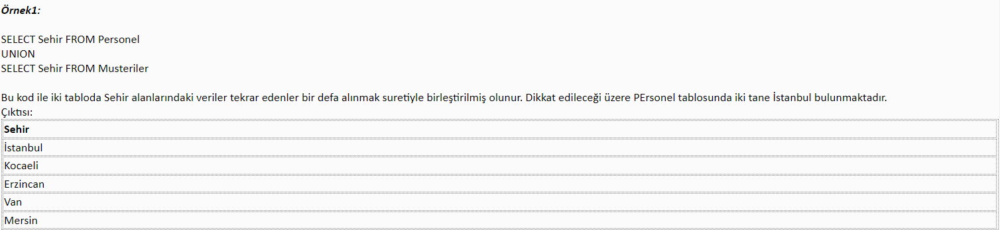 Örnek1:
SELECT Sehir FROM Personel
UNION
SELECT Sehir FROM Musteriler
Bu kod ile iki tabloda Sehir alanlarındaki veriler tekrar edenler bir defa alınmak suretiyle birleştirilmiş olunur. Dikkat edileceği üzere PErsonel tablosunda iki tane İstanbul bulunmaktadır.
Çıktısı:
Sehir
İstanbul
Kocaeli
Erzincan
Van
Mersin